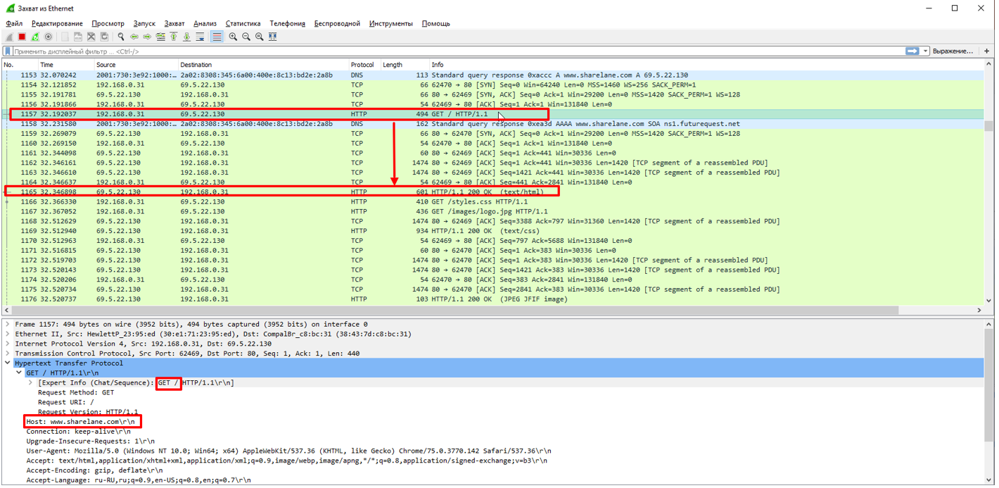 Захват из Ethernet
Файл Редактирование Просмотр Запуск Захват Анализ Статистика Телефония Беспроводной Инструменты Помощь
Применить дисплейный фильтр ... <Ctrl-/> Выражение... +
No. Time Source Destination Protocol Length Info
1153 32.070242 2001:730:3e92:1000:… 2a02:8308:345:6a00:400e:8c13:bd2e:2a8b DNS 113 Standard query response 0xaccc A www.sharelane.com A 69.5.22.130
1154 32.121852 192.168.0.31 69.5.22.130 TCP 66 62470 → 80 [SYN] Seq=0 Win=64240 Len=0 MSS=1460 WS=256 SACK_PERM=1
1155 32.191781 69.5.22.130 192.168.0.31 TCP 66 80 → 62469 [SYN, ACK] Seq=0 Ack=1 Win=29200 Len=0 MSS=1420 SACK_PERM=1 WS=128
1156 32.191866 192.168.0.31 69.5.22.130 TCP 54 62469 → 80 [ACK] Seq=1 Ack=1 Win=131840 Len=0
1157 32.192037 192.168.0.31 69.5.22.130 HTTP 494 GET / HTTP/1.1
1158 32.231580 2001:730:3e92:1000:… 2a02:8308:345:6a00:400e:8c13:bd2e:2a8b DNS 162 Standard query response 0xea3d AAAA www.sharelane.com SOA ns1.futurequest.net
1159 32.269079 69.5.22.130 192.168.0.31 TCP 66 80 → 62470 [SYN, ACK] Seq=0 Ack=1 Win=29200 Len=0 MSS=1420 SACK_PERM=1 WS=128
1160 32.269150 192.168.0.31 69.5.22.130 TCP 54 62470 → 80 [ACK] Seq=1 Ack=1 Win=131840 Len=0
1161 32.344098 69.5.22.130 192.168.0.31 TCP 60 80 → 62469 [ACK] Seq=1 Ack=441 Win=30336 Len=0
1162 32.346161 69.5.22.130 192.168.0.31 TCP 1474 80 → 62469 [ACK] Seq=1 Ack=441 Win=30336 Len=1420 [TCP segment of a reassembled PDU]
1163 32.346610 69.5.22.130 192.168.0.31 TCP 1474 80 → 62469 [ACK] Seq=1421 Ack=441 Win=30336 Len=1420 [TCP segment of a reassembled PDU]
1164 32.346637 192.168.0.31 69.5.22.130 TCP 54 62469 → 80 [ACK] Seq=441 Ack=2841 Win=131840 Len=0
1165 32.346898 69.5.22.130 192.168.0.31 HTTP 601 HTTP/1.1 200 OK (text/html)
1166 32.366330 192.168.0.31 69.5.22.130 HTTP 410 GET /styles.css HTTP/1.1
1167 32.367052 192.168.0.31 69.5.22.130 HTTP 436 GET /images/logo.jpg HTTP/1.1
1168 32.512629 69.5.22.130 192.168.0.31 TCP 1474 80 → 62469 [ACK] Seq=3388 Ack=797 Win=31360 Len=1420 [TCP segment of a reassembled PDU]
1169 32.512940 69.5.22.130 192.168.0.31 HTTP 934 HTTP/1.1 200 OK (text/css)
1170 32.512963 192.168.0.31 69.5.22.130 TCP 54 62469 → 80 [ACK] Seq=797 Ack=5688 Win=131840 Len=0
1171 32.516815 69.5.22.130 192.168.0.31 TCP 60 80 → 62470 [ACK] Seq=1 Ack=383 Win=30336 Len=0
1172 32.519703 69.5.22.130 192.168.0.31 TCP 1474 80 → 62470 [ACK] Seq=1 Ack=383 Win=30336 Len=1420 [TCP segment of a reassembled PDU]
1173 32.520143 69.5.22.130 192.168.0.31 TCP 1474 80 → 62470 [ACK] Seq=1421 Ack=383 Win=30336 Len=1420 [TCP segment of a reassembled PDU]
1174 32.520206 192.168.0.31 69.5.22.130 TCP 54 62470 → 80 [ACK] Seq=383 Ack=2841 Win=131840 Len=0
1175 32.520734 69.5.22.130 192.168.0.31 TCP 1474 80 → 62470 [ACK] Seq=2841 Ack=383 Win=30336 Len=1420 [TCP segment of a reassembled PDU]
1176 32.520737 69.5.22.130 192.168.0.31 HTTP 103 HTTP/1.1 200 OK (JPEG JFIF image)
Frame 1157: 494 bytes on wire (3952 bits), 494 bytes captured (3952 bits) on interface 0
Ethernet II, Src: HewlettP_23:95:ed (30:e1:71:23:95:ed), Dst: CompalBr_c8:bc:31 (38:43:7d:c8:bc:31)
Internet Protocol Version 4, Src: 192.168.0.31, Dst: 69.5.22.130
Transmission Control Protocol, Src Port: 62469, Dst Port: 80, Seq: 1, Ack: 1, Len: 440
Hypertext Transfer Protocol
GET / HTTP/1.1\r\n
[Expert Info (Chat/Sequence): GET / HTTP/1.1\r\n]
Request Method: GET
Request URI: /
Request Version: HTTP/1.1
Host: www.sharelane.com\r\n
Connection: keep-alive\r\n
Upgrade-Insecure-Requests: 1\r\n
User-Agent: Mozilla/5.0 (Windows NT 10.0; Win64; x64) AppleWebKit/537.36 (KHTML, like Gecko) Chrome/75.0.3770.142 Safari/537.36\r\n
Accept: text/html,application/xhtml+xml,application/xml;q=0.9,image/webp,image/apng,*/*;q=0.8,application/signed-exchange;v=b3\r\n
Accept-Encoding: gzip, deflate\r\n
Accept-Language: ru-RU,ru;q=0.9,en-US;q=0.8,en;q=0.7\r\n